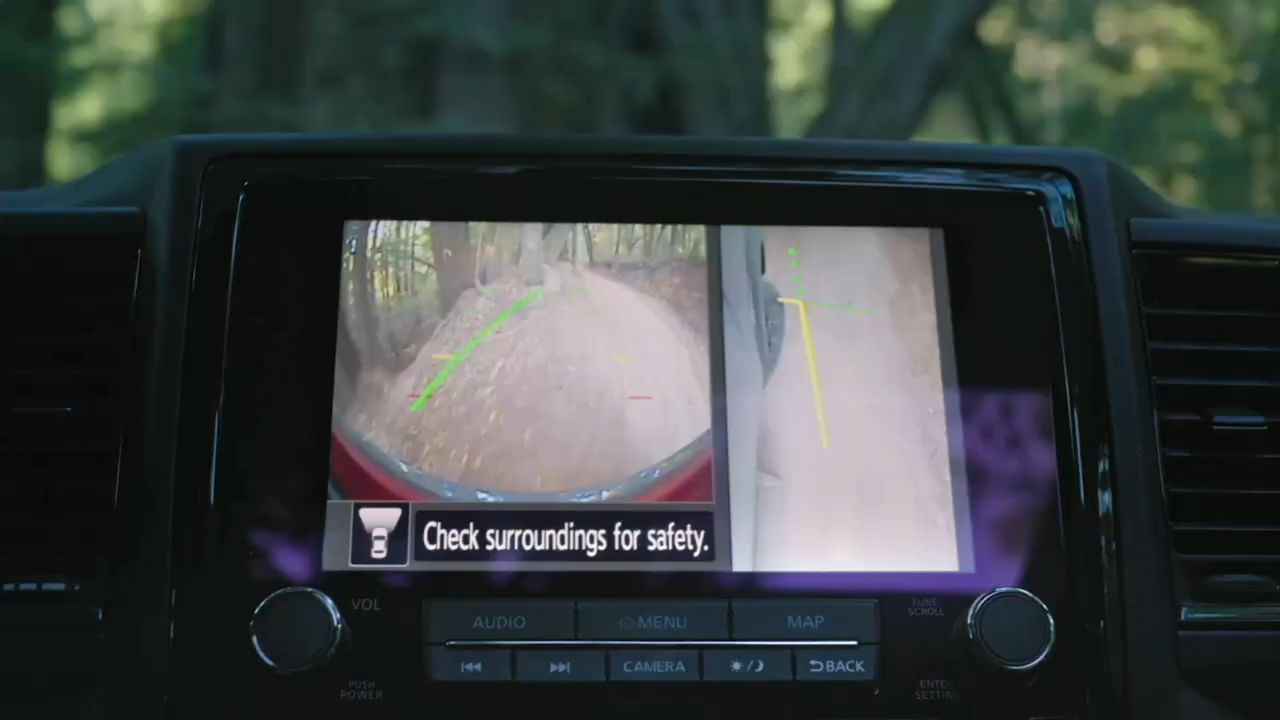 Check surroundings for safety.
VOL
AUDIO
MENU
MAP
TUNE
SCROLL
CAMERA
BACK
PUSH
POWER
ENTER
SETTING